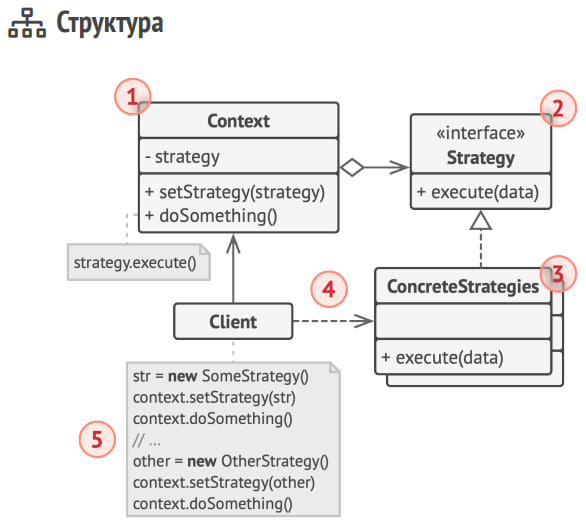 Структура
1
Context
- strategy
+ setStrategy(strategy)
+ doSomething()
2
«interface»
Strategy
+ execute(data)
strategy.execute()
3
ConcreteStrategies
+ execute(data)
4
Client
5
str = new SomeStrategy()
context.setStrategy(str)
context.doSomething()
// ...
other = new OtherStrategy()
context.setStrategy(other)
context.doSomething()